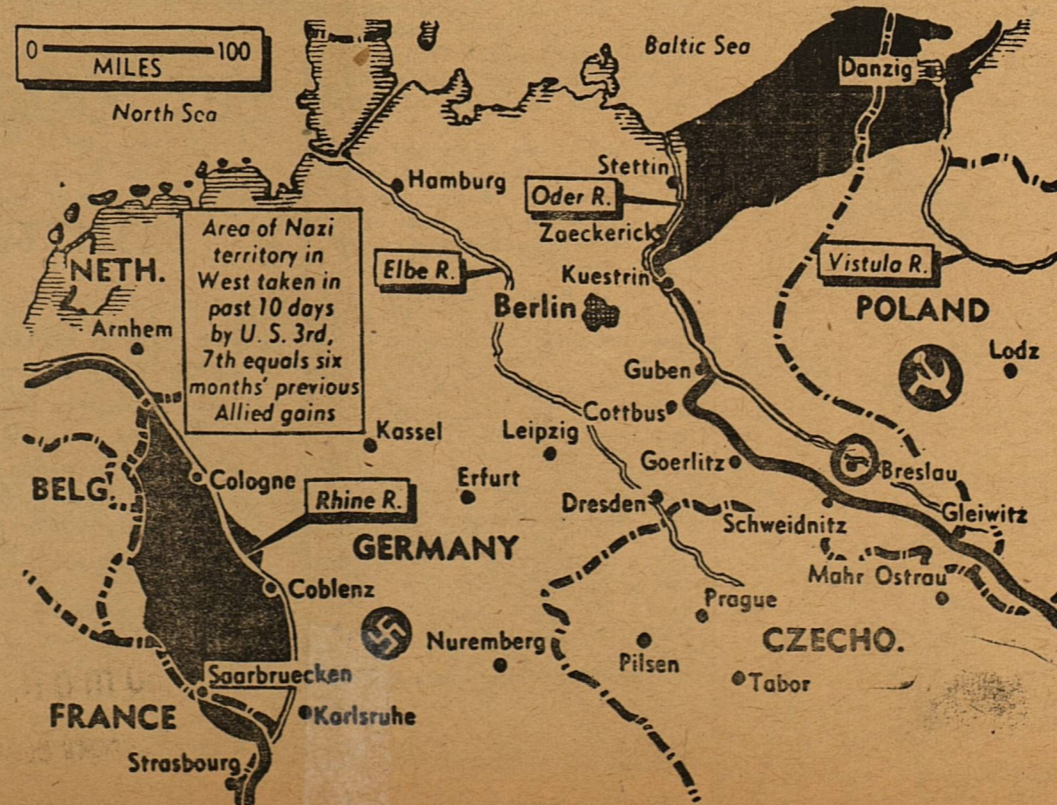 0 100
MILES
North Sea
Baltic Sea
Danzig
Stettin
Hamburg
Oder R.
Area of Nazi
territory in
West taken in
past 10 days
by U. S. 3rd,
7th equals six
months' previous
Allied gains
Zaeckerick
NETH.
Elbe R.
Kuestrin
Vistula R.
Berlin
POLAND
Arnhem
Lodz
Guben
Cottbus
Kassel
Leipzig
Goerlitz
Breslau
BELG.
Cologne
Erfurt
Rhine R.
Dresden
Schweidnitz
Gleiwitz
GERMANY
Mahr Ostrau
Coblenz
Prague
Nuremberg
CZECHO.
Pilsen
Saarbruecken
Tabor
FRANCE
Karlsruhe
Strasbourg